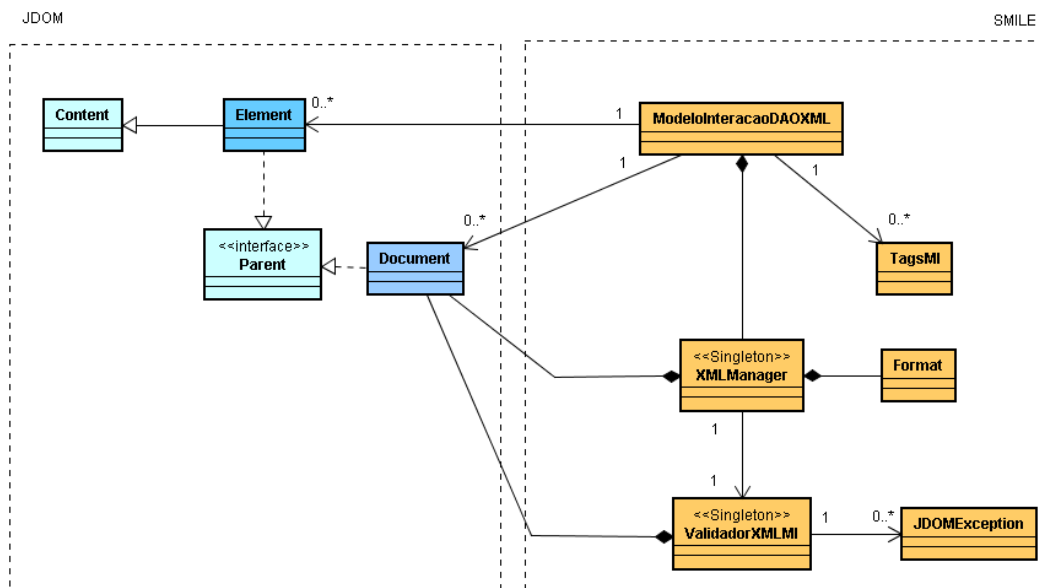 JDOM
SMILE
Content
Element
0..*
1
ModeloInteracaoDAOXML
1
1
0..*
0..*
<<interface>>
Parent
Document
TagsMI
<<Singleton>>
XMLManager
Format
1
1
<<Singleton>>
ValidadorXMLMI
1
0..*
JDOMException